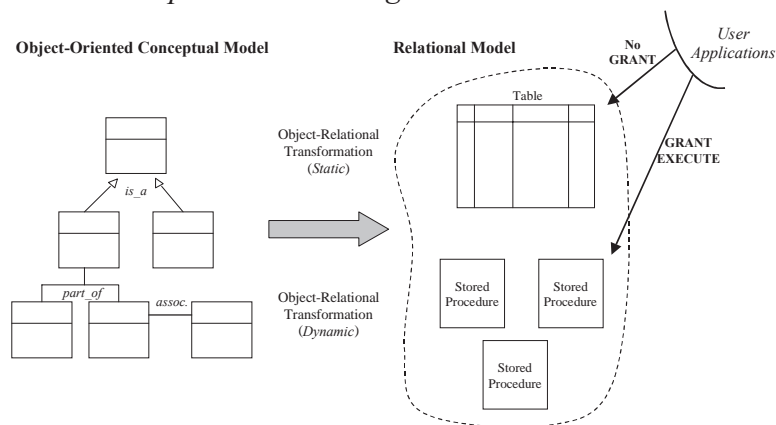 Object-Oriented Conceptual Model
Relational Model
User
Applications
No
GRANT
Table
GRANT
EXECUTE
Object-Relational
Transformation
(Static)
is_a
part_of
assoc.
Object-Relational
Transformation
(Dynamic)
Stored
Procedure
Stored
Procedure
Stored
Procedure